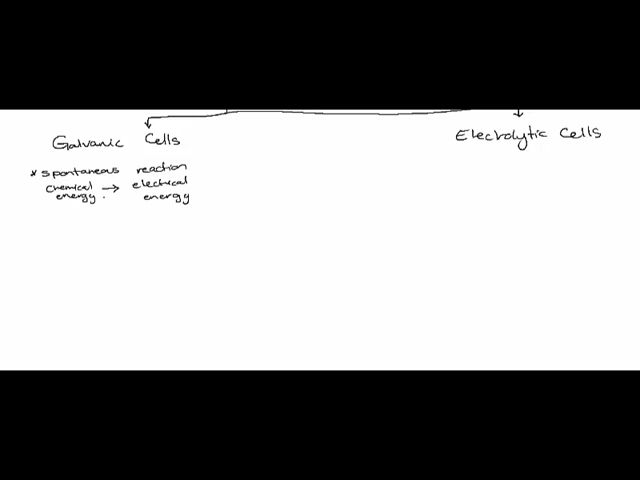 Galvanic Cells
Electrolytic Cells
* spontaneous reaction
chemical → electrical
energy. energy